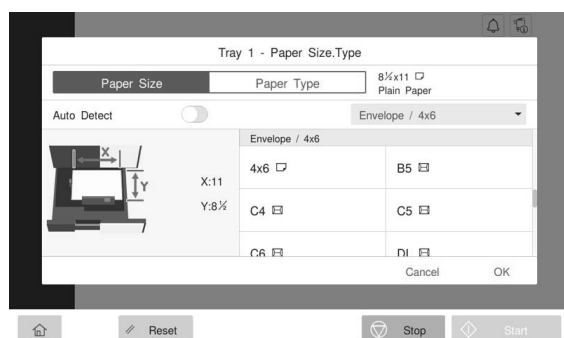 Tray 1 - Paper Size.Type
Paper Size
Paper Type
8½x11
Plain Paper
Auto Detect
Envelope / 4x6
Envelope / 4x6
X
Y
X:11
Y:8½
4x6
B5
C4
C5
C6
DL
Cancel
OK
Reset
Stop
Start